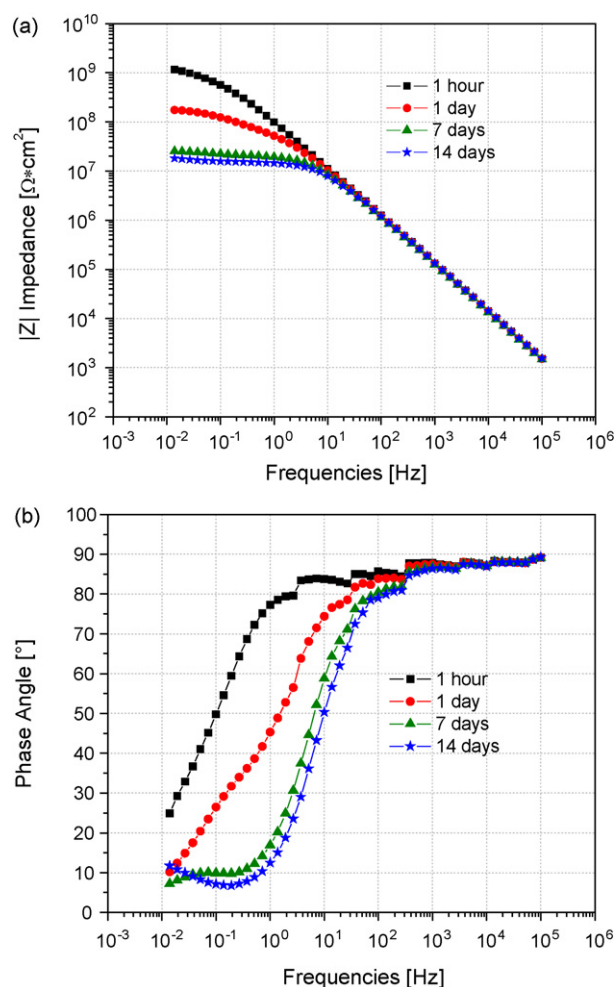 (a)
10^10
10^9
10^8
10^7
10^6
10^5
10^4
10^3
10^2
|Z| Impedance [Ω*cm²]
1 hour
1 day
7 days
14 days
10^-3 10^-2 10^-1 10^0 10^1 10^2 10^3 10^4 10^5 10^6
Frequencies [Hz]
(b)
100
90
80
70
60
50
40
30
20
10
0
Phase Angle [°]
1 hour
1 day
7 days
14 days
10^-3 10^-2 10^-1 10^0 10^1 10^2 10^3 10^4 10^5 10^6
Frequencies [Hz]